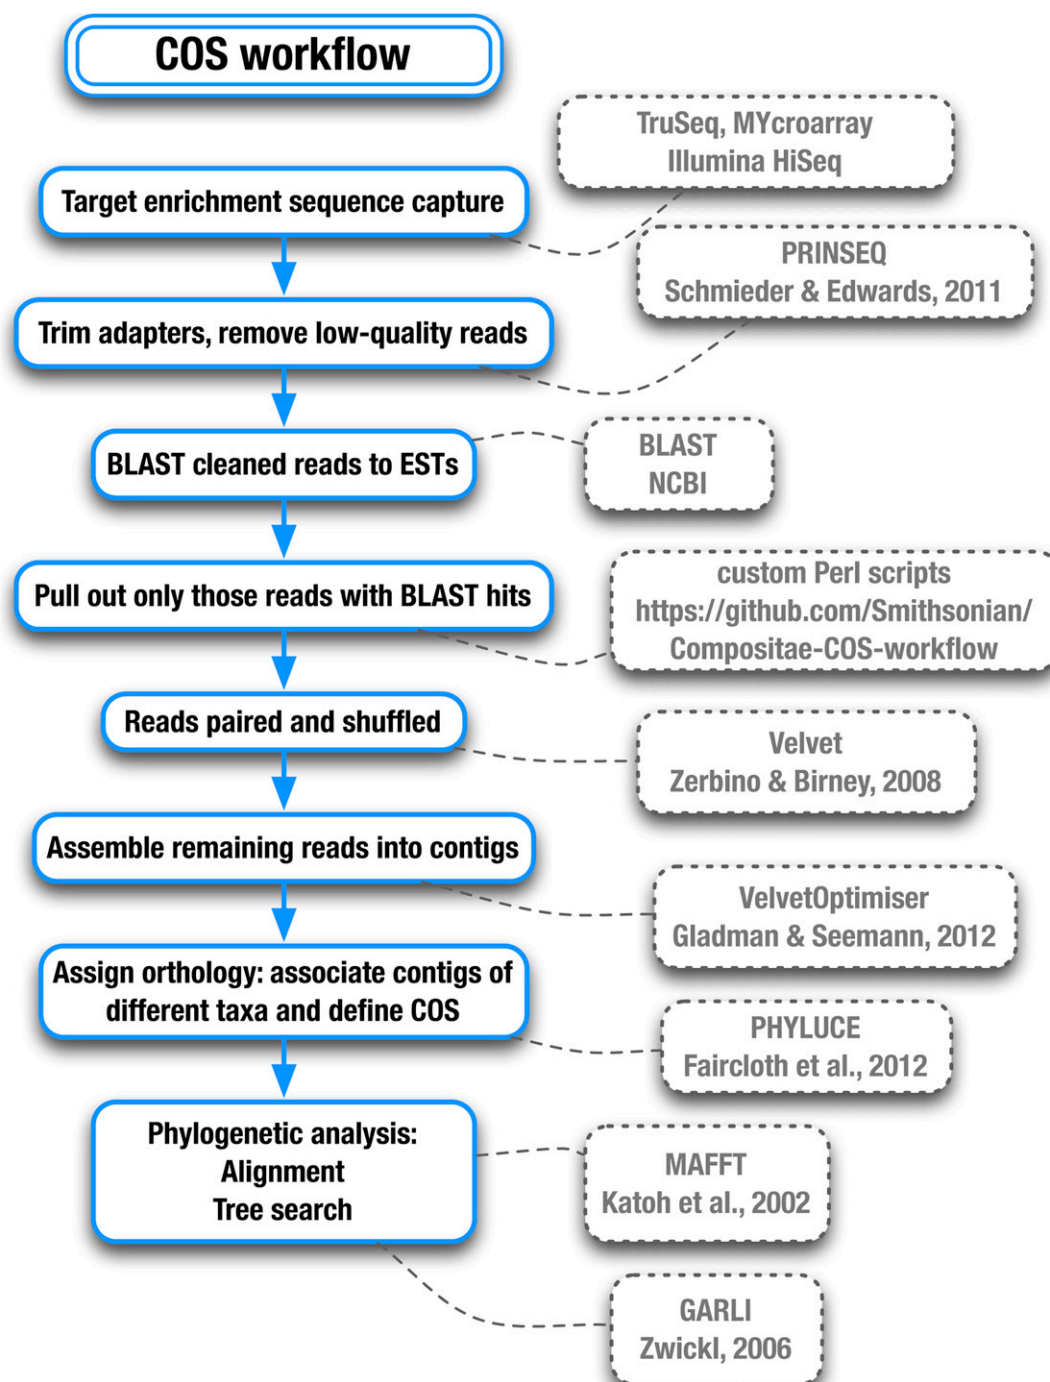 COS workflow
TruSeq, MYcroarray
Illumina HiSeq
Target enrichment sequence capture
PRINSEQ
Schmieder & Edwards, 2011
Trim adapters, remove low-quality reads
BLAST
NCBI
BLAST cleaned reads to ESTs
custom Perl scripts
https://github.com/Smithsonian/
Compositae-COS-workflow
Pull out only those reads with BLAST hits
Reads paired and shuffled
Velvet
Zerbino & Birney, 2008
Assemble remaining reads into contigs
VelvetOptimiser
Gladman & Seemann, 2012
Assign orthology: associate contigs of
different taxa and define COS
PHYLUCE
Faircloth et al., 2012
Phylogenetic analysis:
Alignment
Tree search
MAFFT
Katoh et al., 2002
GARLI
Zwickl, 2006